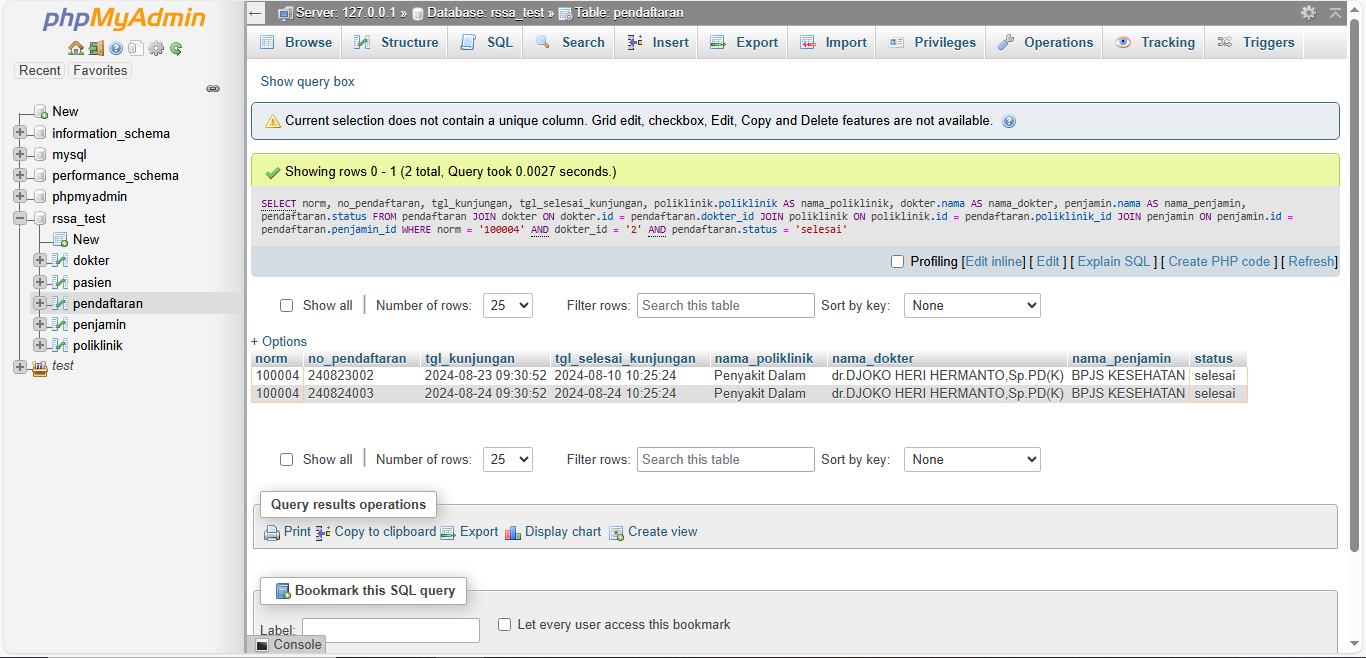 phpMyAdmin
Recent Favorites
New
information_schema
mysql
performance_schema
phpmyadmin
rssa_test
New
dokter
pasien
pendaftaran
penjamin
poliklinik
test
Server: 127.0.0.1 » Database: rssa_test » Table: pendaftaran
Browse Structure SQL Search Insert Export Import Privileges Operations Tracking Triggers
Show query box
Current selection does not contain a unique column. Grid edit, checkbox, Edit, Copy and Delete features are not available.
Showing rows 0 - 1 (2 total, Query took 0.0027 seconds.)
SELECT norm, no_pendaftaran, tgl_kunjungan, tgl_selesai_kunjungan, poliklinik.poliklinik AS nama_poliklinik, dokter.nama AS nama_dokter, penjamin.nama AS nama_penjamin,
pendaftaran.status FROM pendaftaran JOIN dokter ON dokter.id = pendaftaran.dokter_id JOIN poliklinik ON poliklinik.id = pendaftaran.poliklinik_id JOIN penjamin ON penjamin.id =
pendaftaran.penjamin_id WHERE norm = '100004' AND dokter_id = '2' AND pendaftaran.status = 'selesai'
Profiling [Edit inline] [ Edit ] [ Explain SQL ] [ Create PHP code ] [ Refresh]
Show all Number of rows: 25 Filter rows: Search this table Sort by key: None
+ Options
norm no_pendaftaran tgl_kunjungan tgl_selesai_kunjungan nama_poliklinik nama_dokter nama_penjamin status
100004 240823002 2024-08-23 09:30:52 2024-08-10 10:25:24 Penyakit Dalam dr.DJOKO HERI HERMANTO,Sp.PD(K) BPJS KESEHATAN selesai
100004 240824003 2024-08-24 09:30:52 2024-08-24 10:25:24 Penyakit Dalam dr.DJOKO HERI HERMANTO,Sp.PD(K) BPJS KESEHATAN selesai
Show all Number of rows: 25 Filter rows: Search this table Sort by key: None
Query results operations
Print Copy to clipboard Export Display chart Create view
Bookmark this SQL query
Label: Let every user access this bookmark
Console